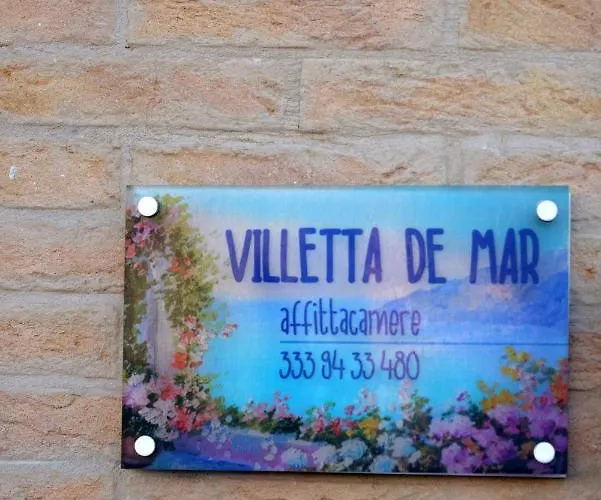 VILLETTA DE MAR
affittacamere
333 94 33 480